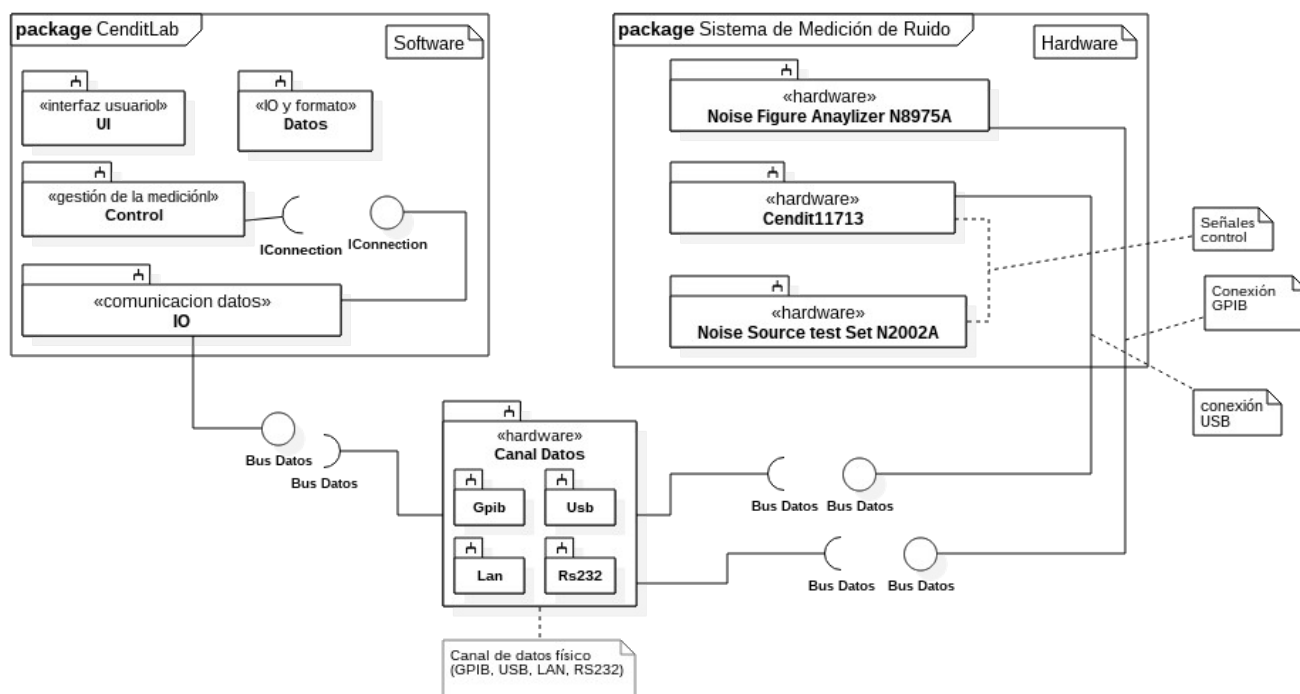 package CenditLab
Software
«interfaz usuariol»
UI
«IO y formato»
Datos
«gestión de la mediciónl»
Control
IConnection
IConnection
«comunicacion datos»
IO
package Sistema de Medición de Ruido
Hardware
«hardware»
Noise Figure Anaylizer N8975A
«hardware»
Cendit11713
«hardware»
Noise Source test Set N2002A
Señales
control
Conexión
GPIB
conexión
USB
Bus Datos
Bus Datos
«hardware»
Canal Datos
Gpib
Usb
Lan
Rs232
Bus Datos
Bus Datos
Bus Datos
Bus Datos
Canal de datos físico
(GPIB, USB, LAN, RS232)